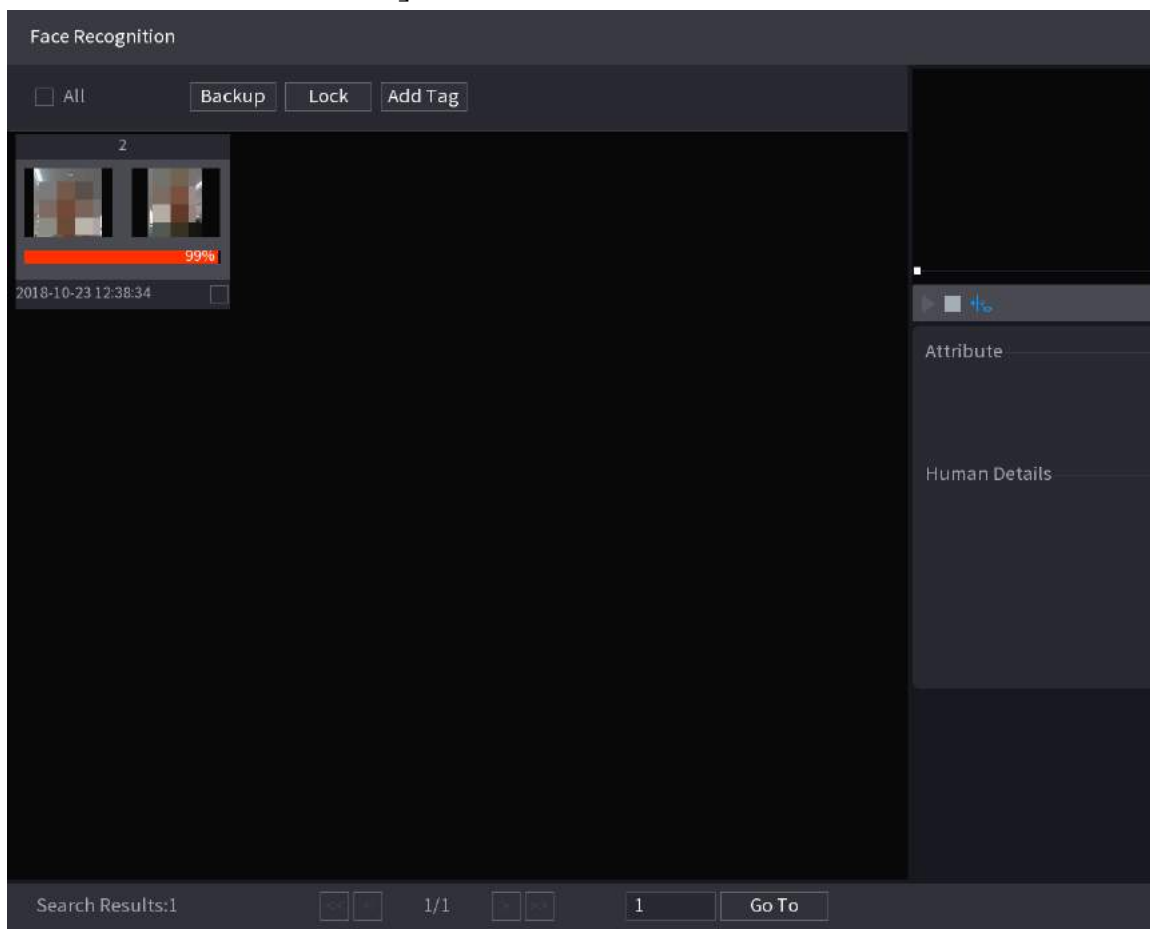 Face Recognition
All Backup Lock Add Tag
2
99%
2018-10-23 12:38:34
Attribute
Human Details
Search Results:1 << < 1/1 > >> 1 Go To